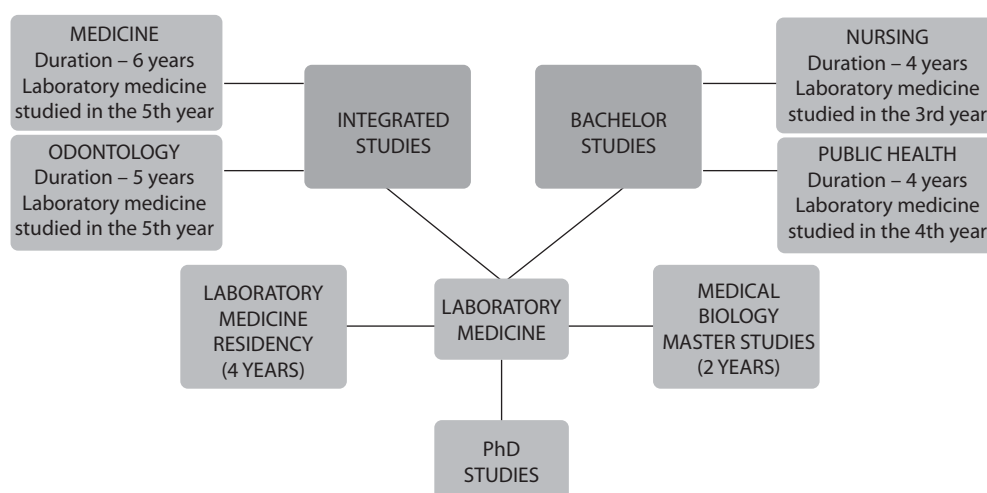 MEDICINE
Duration – 6 years
Laboratory medicine
studied in the 5th year
ODONTOLOGY
Duration – 5 years
Laboratory medicine
studied in the 5th year
INTEGRATED
STUDIES
BACHELOR
STUDIES
NURSING
Duration – 4 years
Laboratory medicine
studied in the 3rd year
PUBLIC HEALTH
Duration – 4 years
Laboratory medicine
studied in the 4th year
LABORATORY
MEDICINE
RESIDENCY
(4 YEARS)
LABORATORY
MEDICINE
MEDICAL
BIOLOGY
MASTER STUDIES
(2 YEARS)
PhD
STUDIES